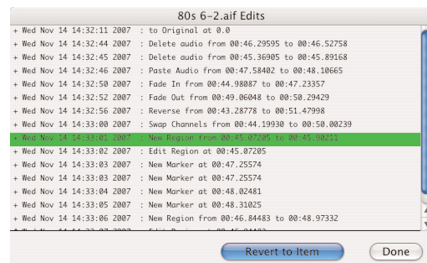 80s 6-2.aif Edits
+ Wed Nov 14 14:32:11 2007 : to Original at 0.0
+ Wed Nov 14 14:32:44 2007 : Delete audio from 00:46.29595 to 00:46.52758
+ Wed Nov 14 14:32:45 2007 : Delete audio from 00:45.36905 to 00:45.89168
+ Wed Nov 14 14:32:46 2007 : Paste Audio from 00:47.58402 to 00:48.10665
+ Wed Nov 14 14:32:50 2007 : Fade In from 00:44.98087 to 00:47.23357
+ Wed Nov 14 14:32:52 2007 : Fade Out from 00:49.06048 to 00:50.29429
+ Wed Nov 14 14:32:56 2007 : Reverse from 00:43.28778 to 00:51.47998
+ Wed Nov 14 14:33:00 2007 : Swap Channels from 00:44.19930 to 00:50.00239
+ Wed Nov 14 14:33:01 2007 : New Region from 00:45.07205 to 00:45.90211
+ Wed Nov 14 14:33:02 2007 : Edit Region at 00:45.07205
+ Wed Nov 14 14:33:03 2007 : New Marker at 00:47.25574
+ Wed Nov 14 14:33:03 2007 : New Marker at 00:47.25574
+ Wed Nov 14 14:33:04 2007 : New Marker at 00:48.02481
+ Wed Nov 14 14:33:05 2007 : New Marker at 00:48.31025
+ Wed Nov 14 14:33:06 2007 : New Region from 00:46.84483 to 00:48.97332
Revert to Item
Done